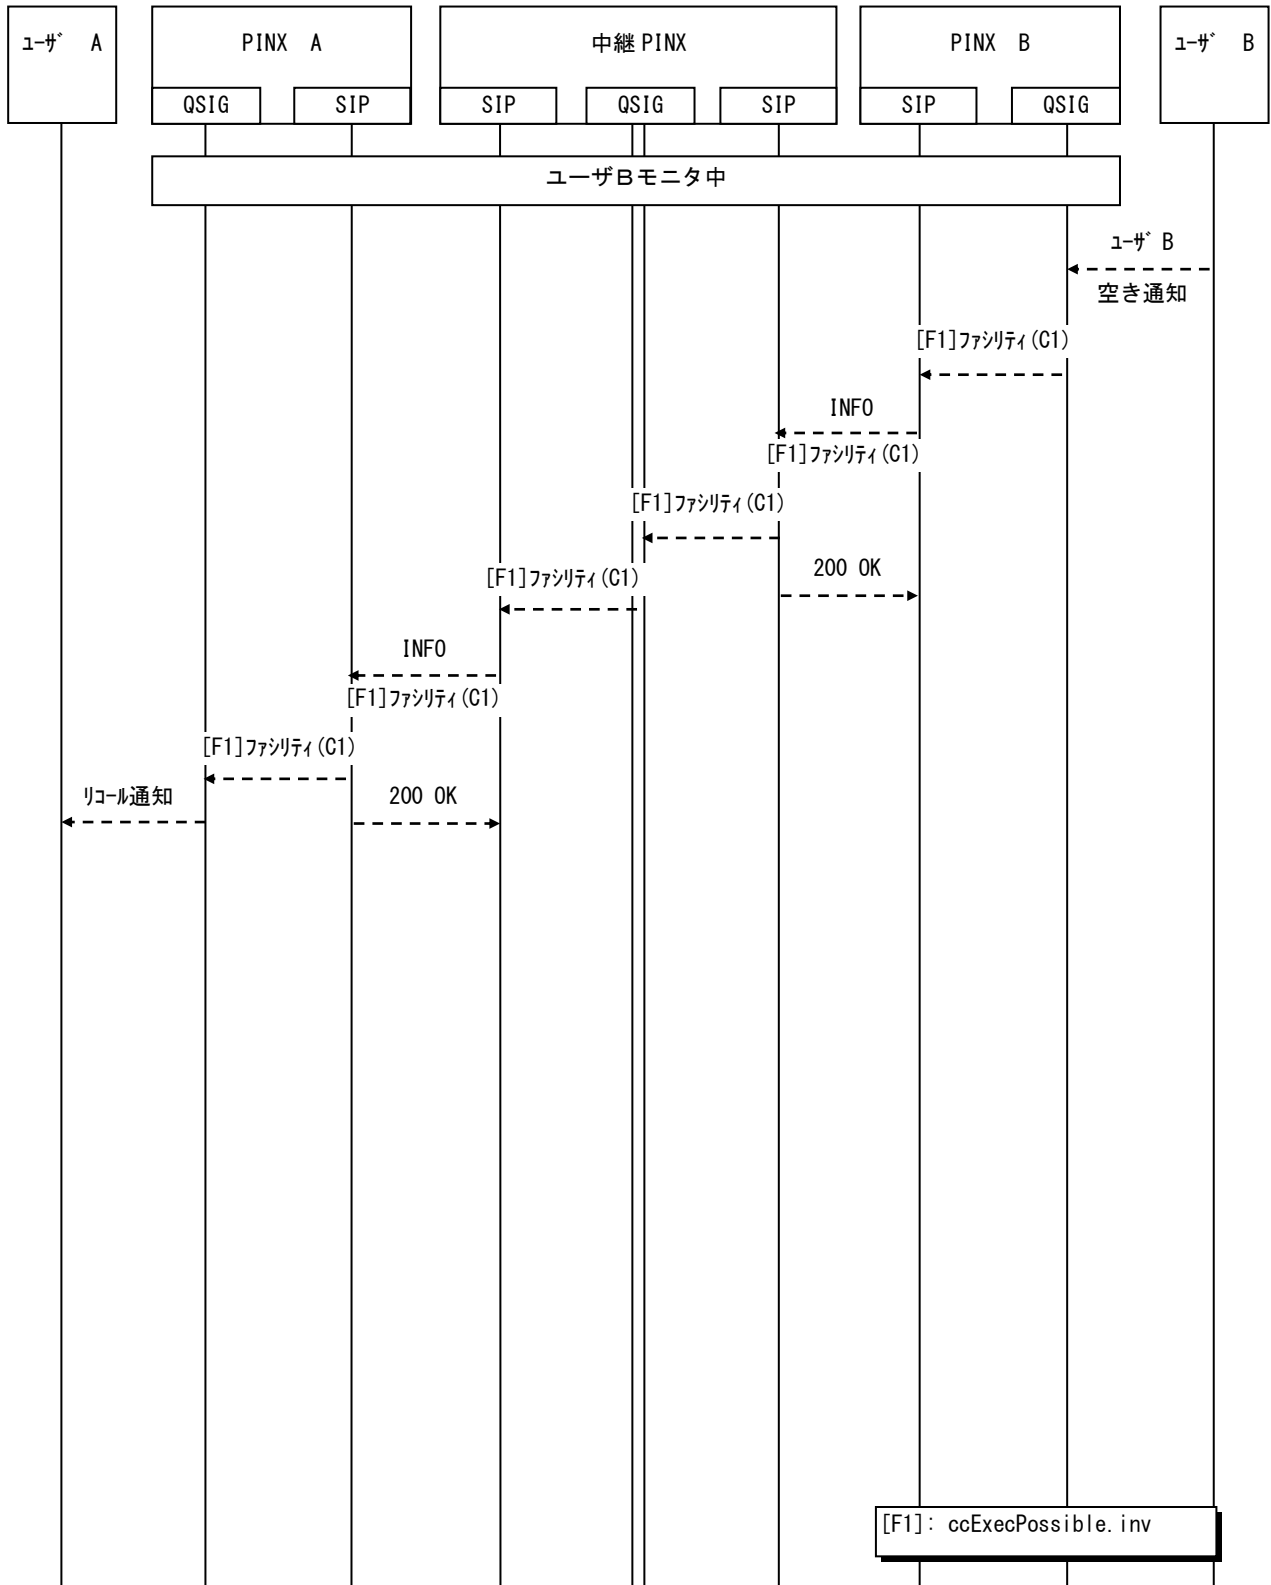 ﾕｰｻﾞ A
PINX A
中継PINX
PINX B
ﾕｰｻﾞ B
QSIG
SIP
SIP
QSIG
SIP
SIP
QSIG
ユーザBモニタ中
ﾕｰｻﾞB
空き通知
[F1]ﾌｧｼﾘﾃｨ(C1)
INFO
[F1]ﾌｧｼﾘﾃｨ(C1)
[F1]ﾌｧｼﾘﾃｨ(C1)
200 OK
[F1]ﾌｧｼﾘﾃｨ(C1)
INFO
[F1]ﾌｧｼﾘﾃｨ(C1)
[F1]ﾌｧｼﾘﾃｨ(C1)
ﾘｺｰﾙ通知
200 OK
[F1]: ccExecPossible.inv